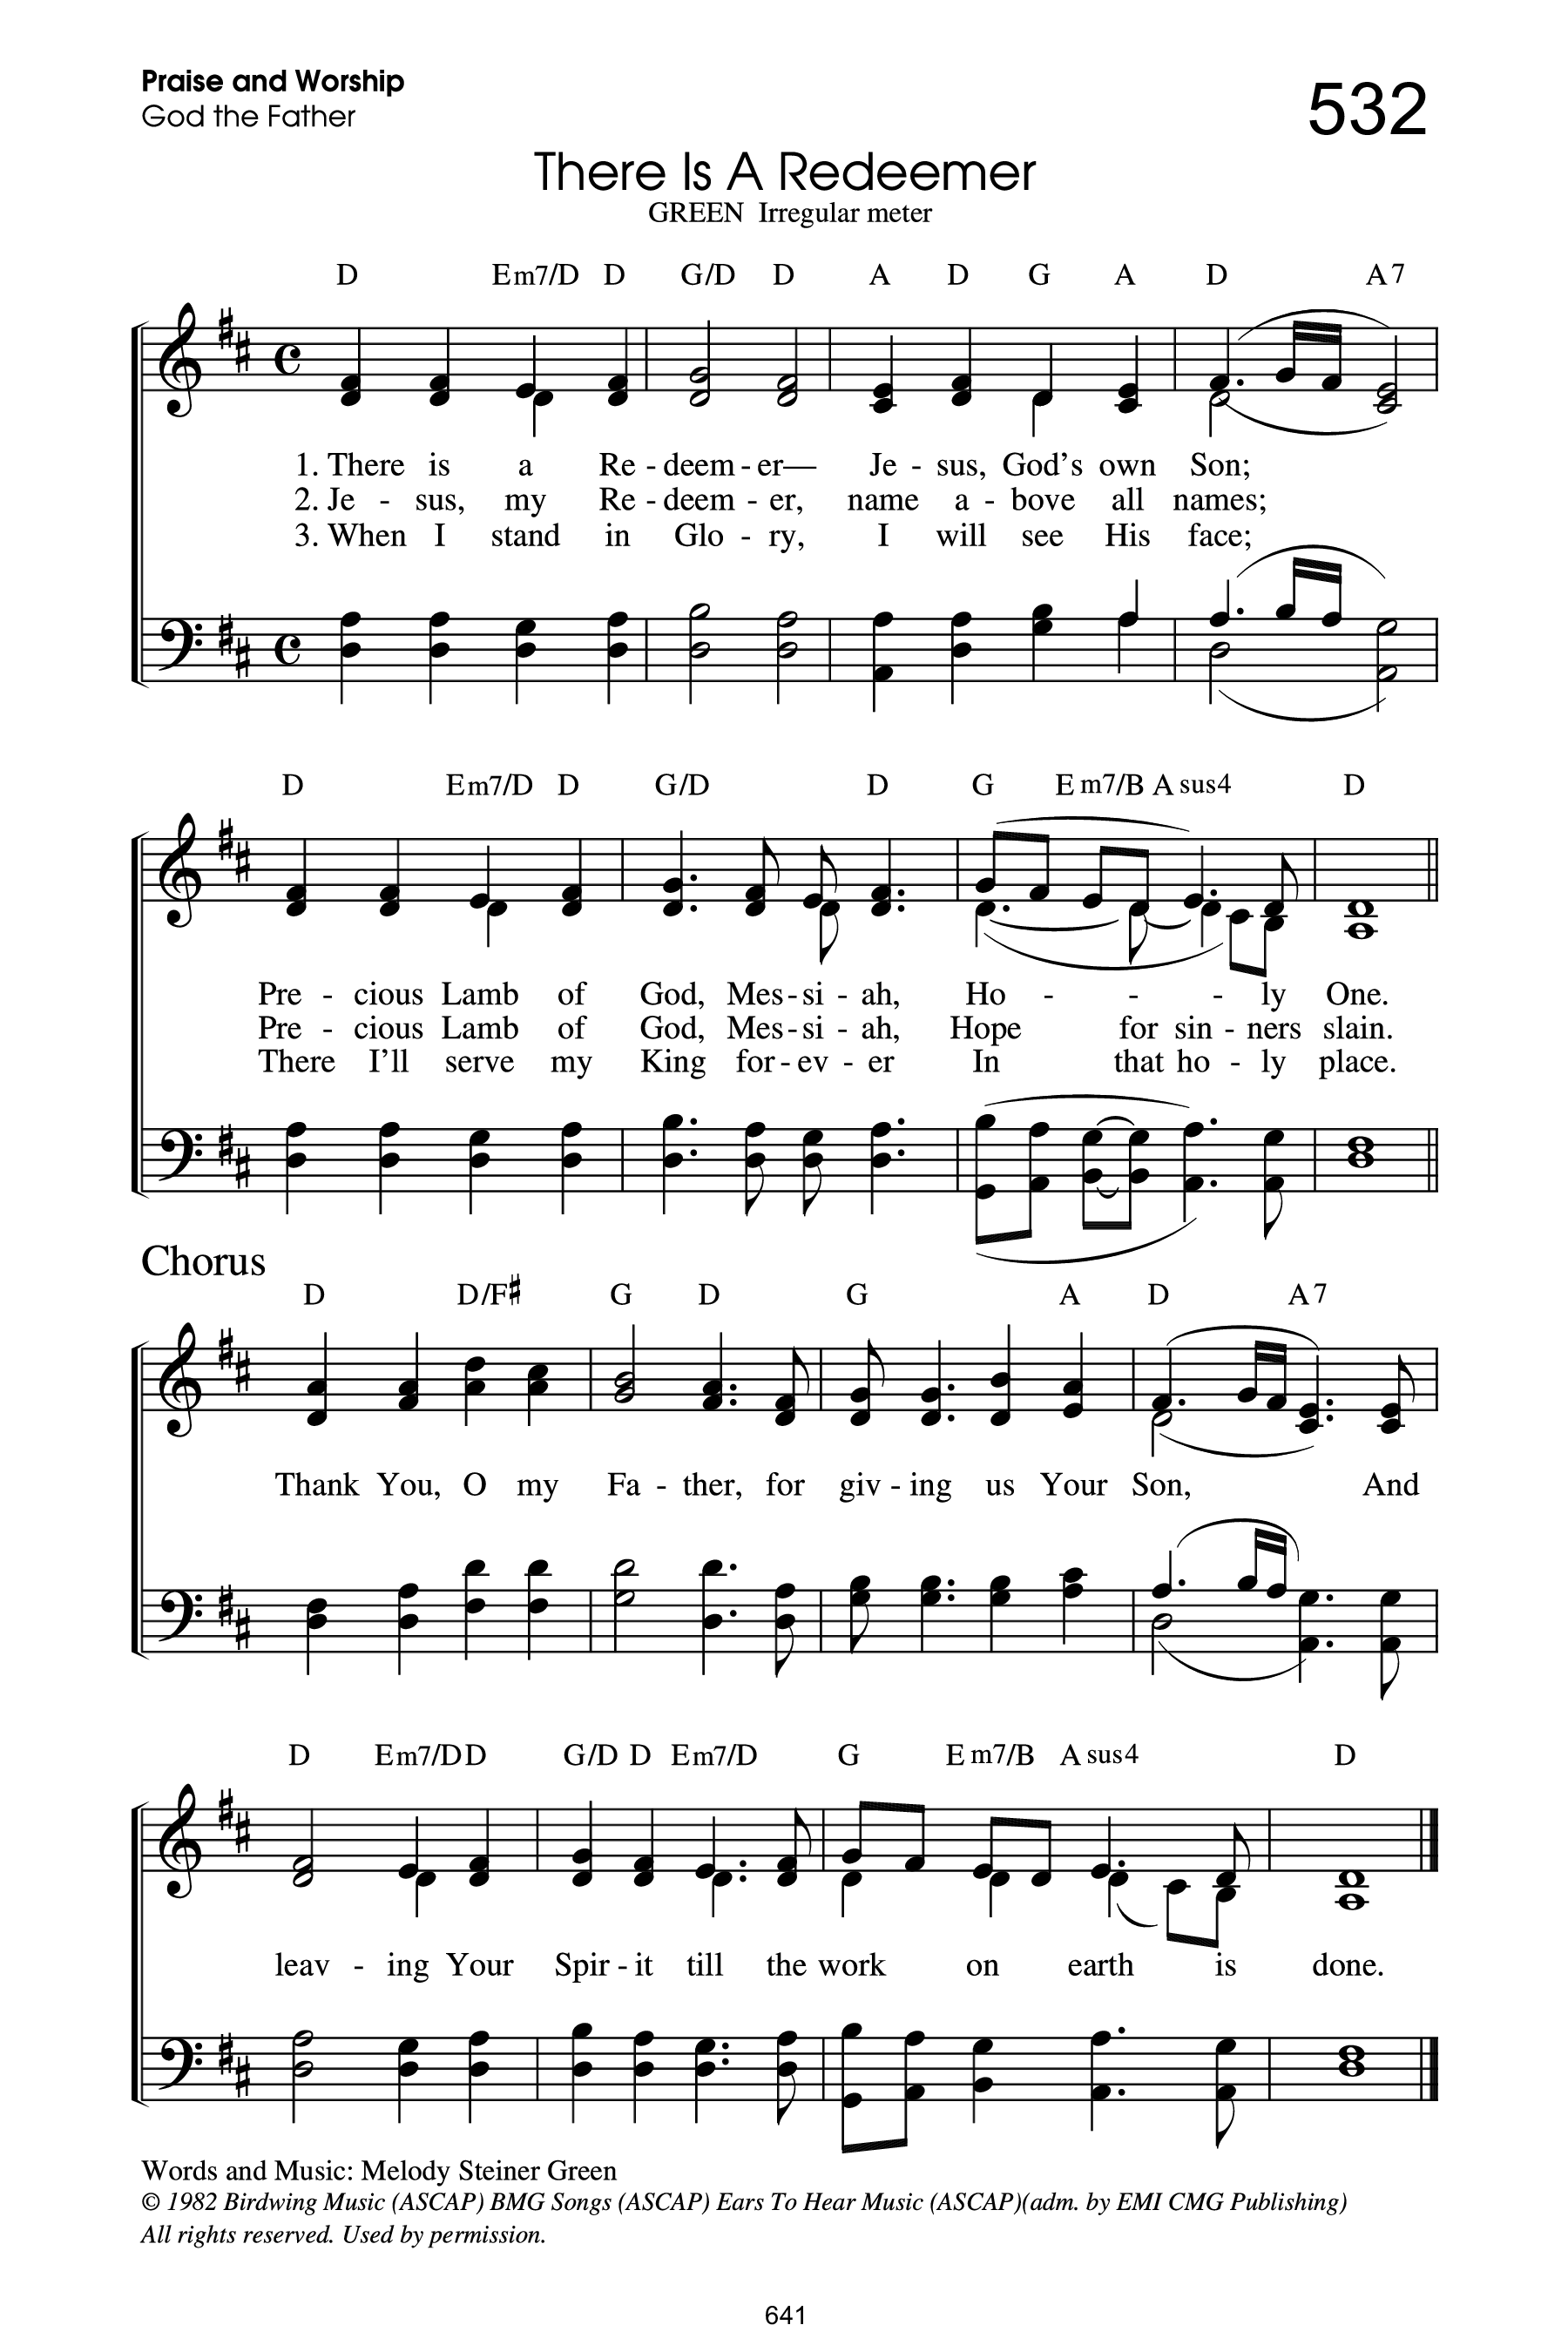 Praise and Worship
God the Father
532
There Is A Redeemer
GREEN Irregular meter
D Em7/D D G/D D A D G A D A7
1. There is a Re - deem - er— Je - sus, God's own Son;
2. Je - sus, my Re - deem - er, name a - bove all names;
3. When I stand in Glo - ry, I will see His face;
D Em7/D D G/D D G Em7/B Asus4 D
Pre - cious Lamb of God, Mes - si - ah, Ho - - - ly One.
Pre - cious Lamb of God, Mes - si - ah, Hope for sin - ners slain.
There I'll serve my King for - ev - er In that ho - ly place.
Chorus
D D/F♯ G D G A D A7
Thank You, O my Fa - ther, for giv - ing us Your Son, And
D Em7/D D G/D D Em7/D G Em7/B Asus4 D
leav - ing Your Spir - it till the work on earth is done.
Words and Music: Melody Steiner Green
© 1982 Birdwing Music (ASCAP) BMG Songs (ASCAP) Ears To Hear Music (ASCAP)(adm. by EMI CMG Publishing)
All rights reserved. Used by permission.
641